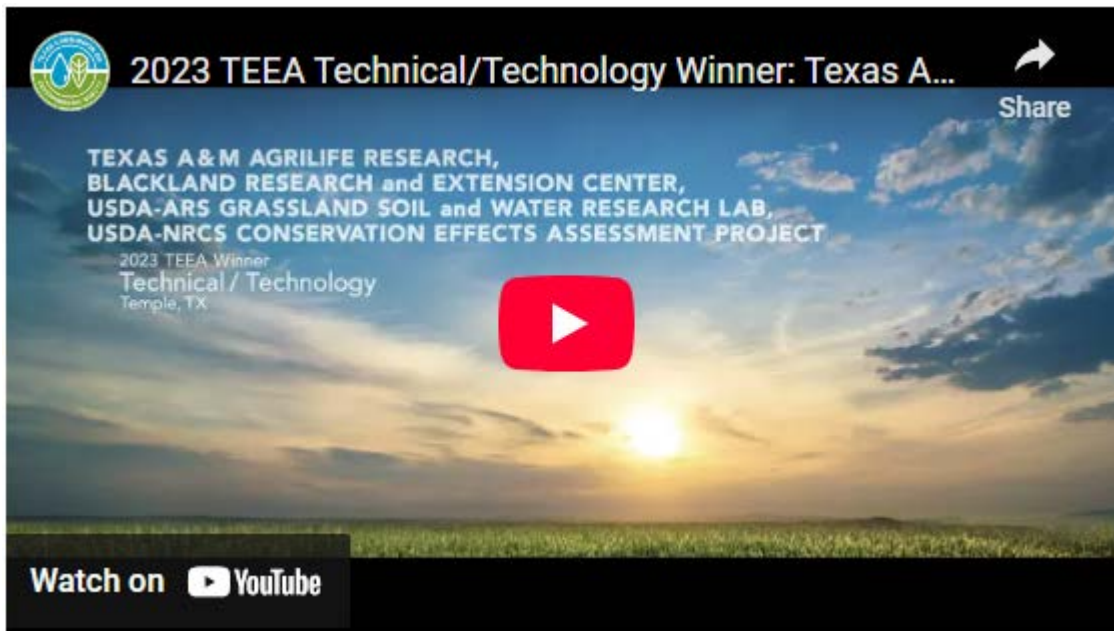 2023 TEEA Technical/Technology Winner: Texas A...
Share
TEXAS A&M AGRILIFE RESEARCH,
BLACKLAND RESEARCH and EXTENSION CENTER,
USDA-ARS GRASSLAND SOIL and WATER RESEARCH LAB,
USDA-NRCS CONSERVATION EFFECTS ASSESSMENT PROJECT
2023 TEEA Winner
Technical / Technology
Temple, TX
Watch on YouTube